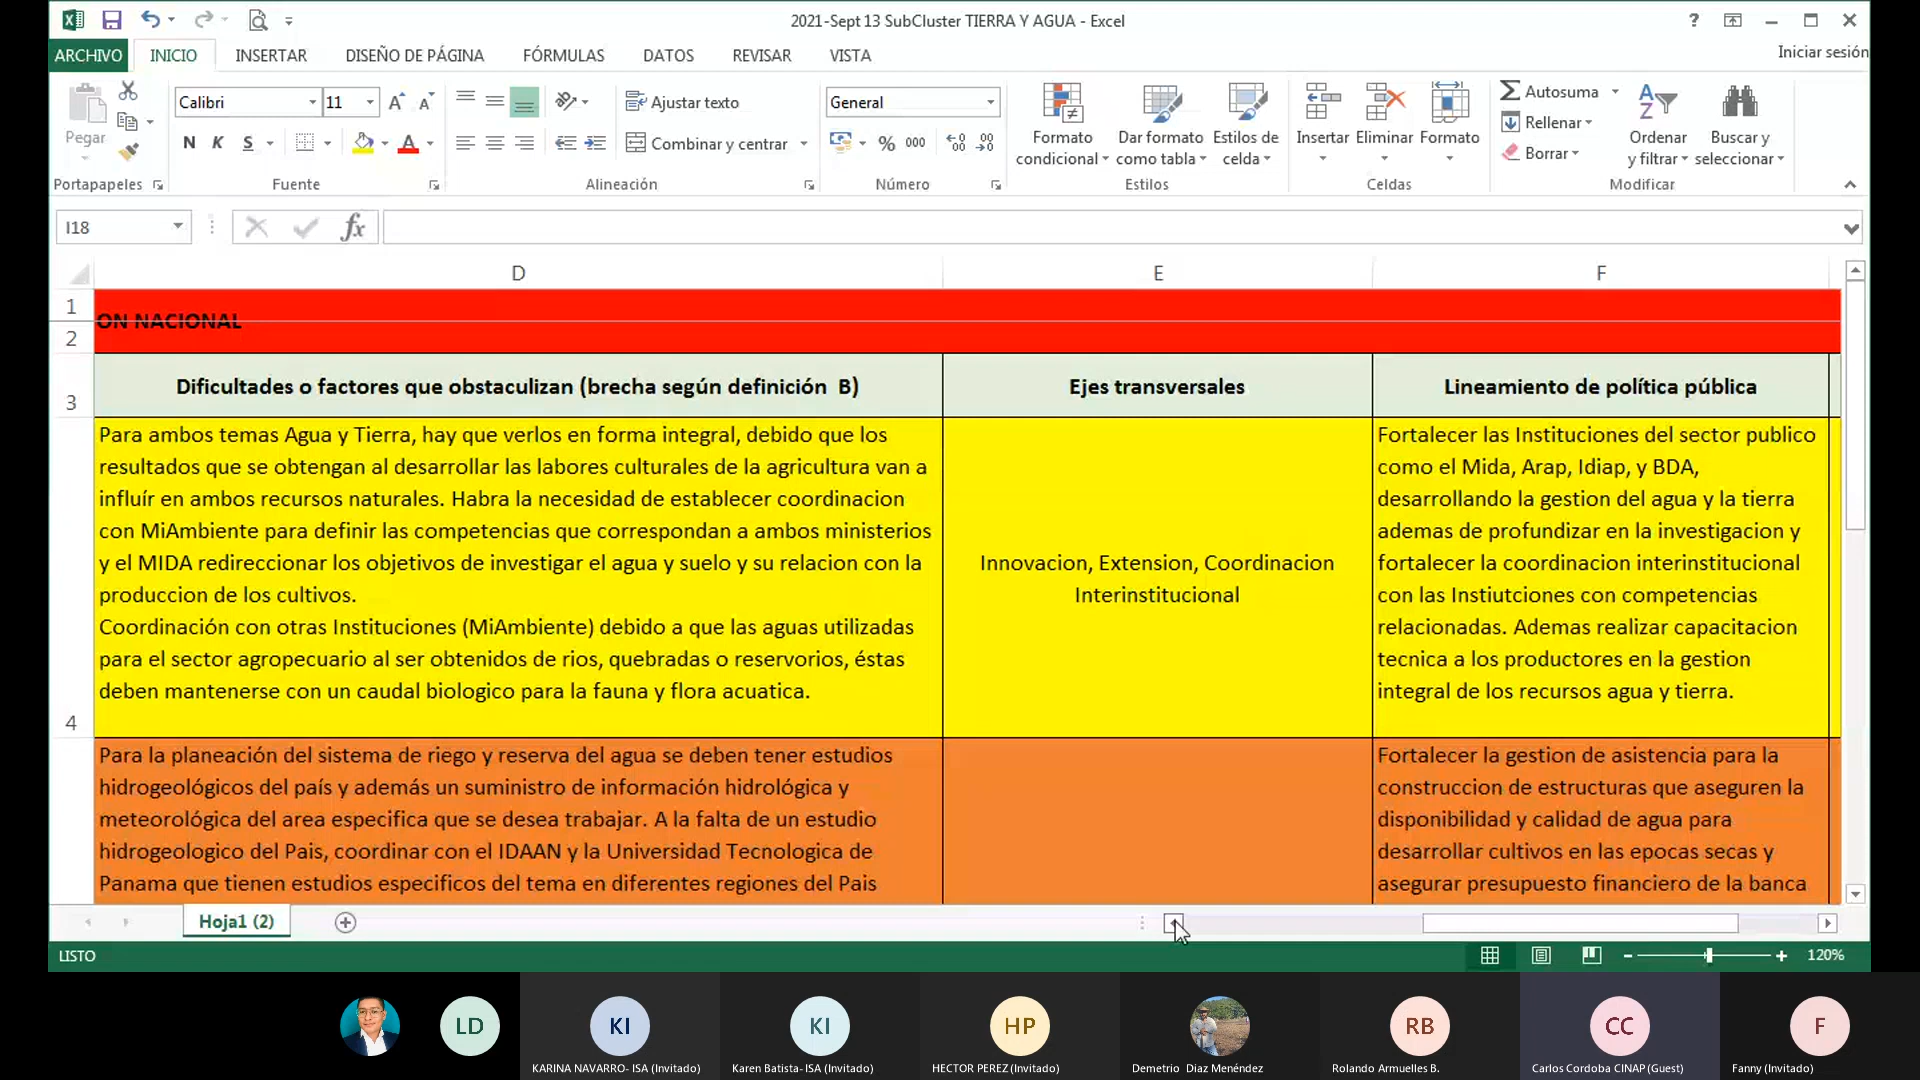 2021-Sept 13 SubCluster TIERRA Y AGUA - Excel
ARCHIVO INICIO INSERTAR DISEÑO DE PÁGINA FÓRMULAS DATOS REVISAR VISTA Iniciar sesión
Pegar
Portapapeles
Calibri 11
N K S
Fuente
Ajustar texto
Combinar y centrar
Alineación
General
% 000
Número
Formato condicional
Dar formato como tabla
Estilos de celda
Estilos
Insertar Eliminar Formato
Celdas
Autosuma
Rellenar
Borrar
Ordenar y filtrar
Buscar y seleccionar
Modificar
I18 fx
D E F
1
ON NACIONAL
2
3
Dificultades o factores que obstaculizan (brecha según definición  B)
Ejes transversales
Lineamiento de política pública
Para ambos temas Agua y Tierra, hay que verlos en forma integral, debido que los
resultados que se obtengan al desarrollar las labores culturales de la agricultura van a
influír en ambos recursos naturales. Habra la necesidad de establecer coordinacion
con MiAmbiente para definir las competencias que correspondan a ambos ministerios
y el MIDA redireccionar los objetivos de investigar el agua y suelo y su relacion con la
produccion de los cultivos.
Coordinación con otras Instituciones (MiAmbiente) debido a que las aguas utilizadas
para el sector agropecuario al ser obtenidos de rios, quebradas o reservorios, éstas
deben mantenerse con un caudal biologico para la fauna y flora acuatica.
Innovacion, Extension, Coordinacion
Interinstitucional
Fortalecer las Instituciones del sector publico
como el Mida, Arap, Idiap, y BDA,
desarrollando la gestion del agua y la tierra
ademas de profundizar en la investigacion y
fortalecer la coordinacion interinstitucional
con las Instiutciones con competencias
relacionadas. Ademas realizar capacitacion
tecnica a los productores en la gestion
integral de los recursos agua y tierra.
4
Para la planeación del sistema de riego y reserva del agua se deben tener estudios
hidrogeológicos del país y además un suministro de información hidrológica y
meteorológica del area especifica que se desea trabajar. A la falta de un estudio
hidrogeologico del Pais, coordinar con el IDAAN y la Universidad Tecnologica de
Panama que tienen estudios especificos del tema en diferentes regiones del Pais
Fortalecer la gestion de asistencia para la
construccion de estructuras que aseguren la
disponibilidad y calidad de agua para
desarrollar cultivos en las epocas secas y
asegurar presupuesto financiero de la banca
Hoja1 (2)
LISTO 120%
LD KI KI HP RB CC F
KARINA NAVARRO- ISA (Invitado) Karen Batista- ISA (Invitado) HECTOR PEREZ (Invitado) Demetrio Diaz Menéndez Rolando Armuelles B. Carlos Cordoba CINAP (Guest) Fanny (Invitado)